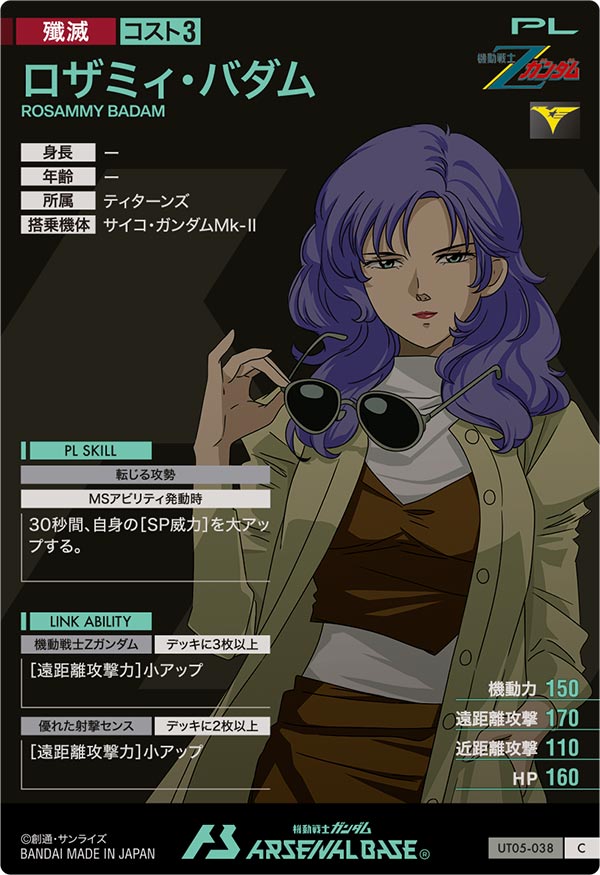 殲滅 コスト3 PL
ロザミィ・バダム
ROSAMMY BADAM
機動戦士
Ζガンダム
身長 ー
年齢 ー
所属 ティターンズ
搭乗機体 サイコ・ガンダムMk-II
PL SKILL
転じる攻勢
MSアビリティ発動時
30秒間、自身の[SP威力]を大アッ
プする。
LINK ABILITY
機動戦士Zガンダム デッキに3枚以上
[遠距離攻撃力]小アップ
優れた射撃センス デッキに2枚以上
[遠距離攻撃力]小アップ
機動力 150
遠距離攻撃 170
近距離攻撃 110
HP 160
©創通・サンライズ
BANDAI MADE IN JAPAN
機動戦士ガンダム
AB ARSENAL BASE®
UT05-038 C